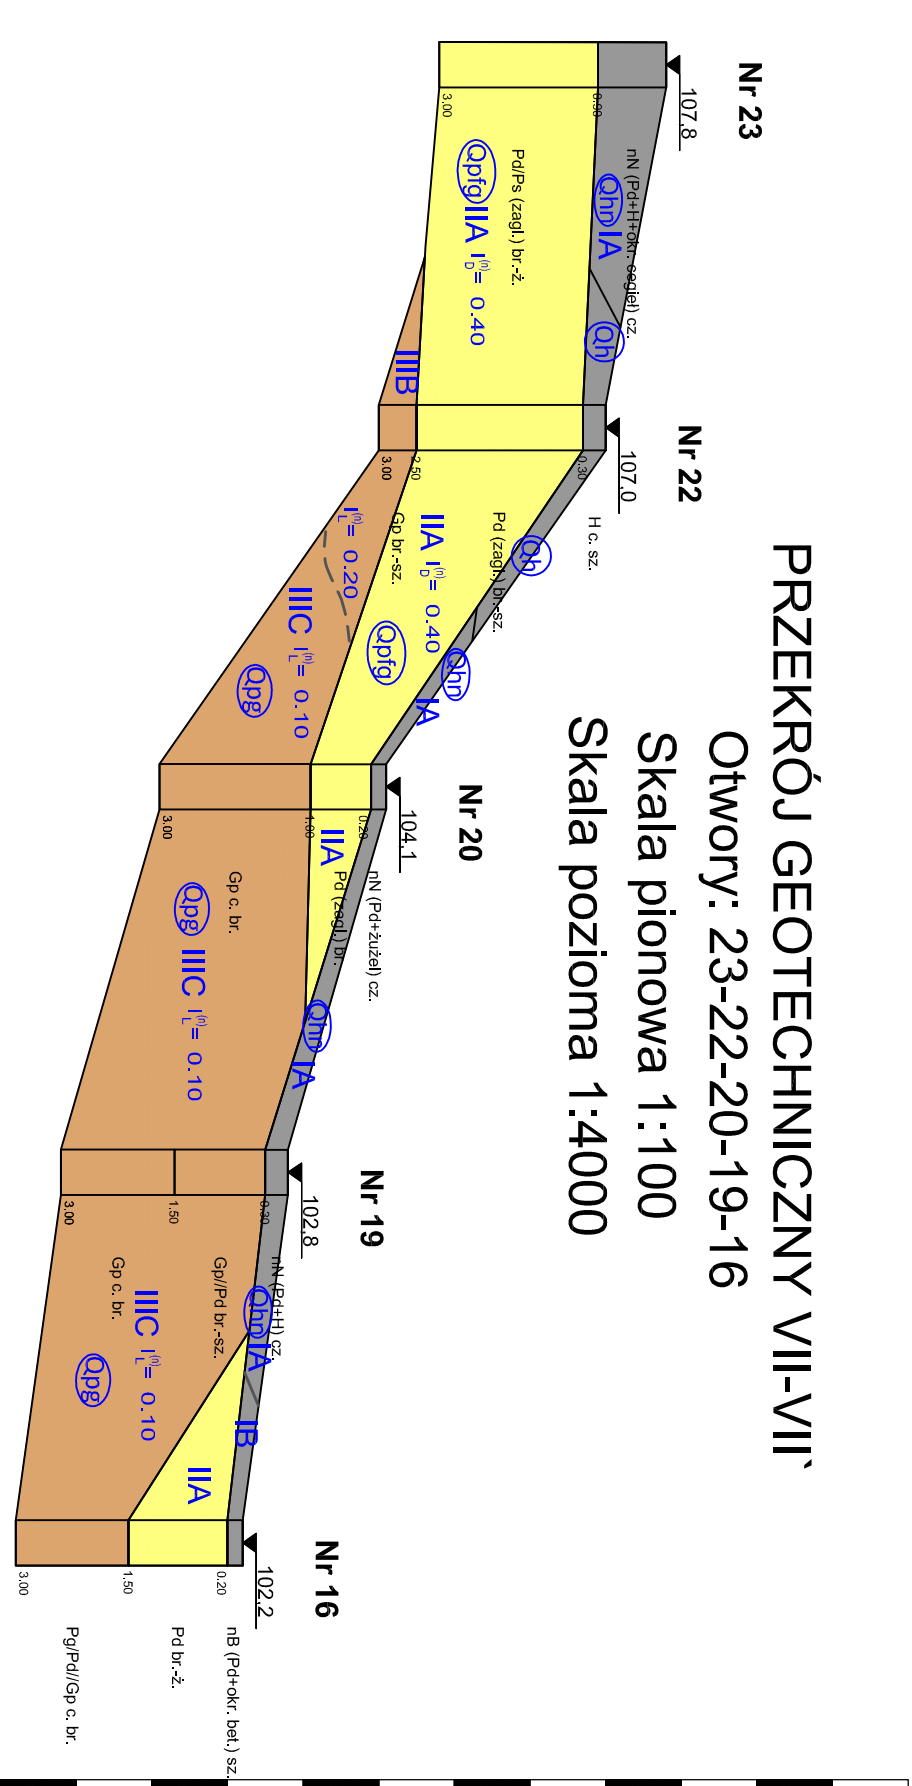 PRZEKRÓJ GEOTECHNICZNY VII-VII`
Otwory: 23-22-20-19-16
Skala pionowa 1:100
Skala pozioma 1:4000
Nr 23
107,8
0.90
3.00
nN (Pd+H+okr. cegieł) cz.
Qhn IA
Qh
Pd/Ps (zagl.) br.-ż.
Qpfg IIA I_D^(n)= 0.40
IIIB
Nr 22
107,0
0.30
2.50
3.00
H c. sz.
Qh
Pd (zagl.) br.-sz.
IIA I_D^(n)= 0.40
Qpfg
Qhn
IA
Gp br.-sz.
I_L^(n)= 0.20
IIIC I_L^(n)= 0.10
Qpg
Nr 20
104,1
0.20
1.00
3.00
nN (Pd+żużel) cz.
Pd (zagl.) br.
IIA
Qhn IA
Gp c. br.
Qpg IIIC I_L^(n)= 0.10
Nr 19
102,8
0.30
1.50
3.00
nN (Pd+H) cz.
Qhn IA
IB
Gp//Pd br.-sz.
IIA
Gp c. br.
IIIC I_L^(n)= 0.10
Qpg
Nr 16
102,2
0.20
1.50
3.00
nB (Pd+okr. bet.) sz.
Pd br.-ż.
Pg/Pd//Gp c. br.